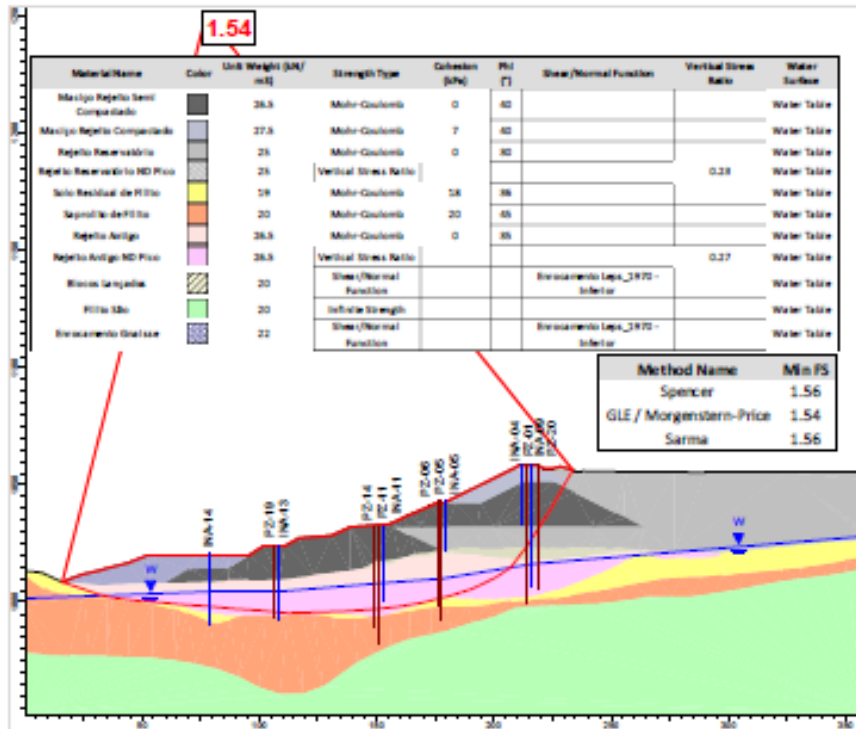 1.54
Material Name Color Unit Weight (kN/m3) Strength Type Cohesion (kPa) Phi (°) Shear/Normal Function Vertical Stress Ratio Water Surface
Maciço Rejeito Semi Compactado 26.5 Mohr-Coulomb 0 40 Water Table
Maciço Rejeito Compactado 27.5 Mohr-Coulomb 7 40 Water Table
Rejeito Reservatório 25 Mohr-Coulomb 0 30 Water Table
Rejeito Reservatório ND Pico 25 Vertical Stress Ratio 0.23 Water Table
Solo Residual de Filito 19 Mohr-Coulomb 18 36 Water Table
Saprolito de Filito 20 Mohr-Coulomb 20 45 Water Table
Rejeito Antigo 26.5 Mohr-Coulomb 0 35 Water Table
Rejeito Antigo ND Pico 26.5 Vertical Stress Ratio 0.27 Water Table
Blocos Lançados 20 Shear/Normal Function Enrocamento Leps_1970 - Inferior Water Table
Filito São 20 Infinite Strength Water Table
Enrocamento Gnaisse 22 Shear/Normal Function Enrocamento Leps_1970 - Inferior Water Table
Method Name Min FS
Spencer 1.56
GLE / Morgenstern-Price 1.54
Sarma 1.56
INA-14
PZ-19
INA-13
PZ-14
PZ-11
INA-11
PZ-06
PZ-05
INA-05
INA-04
PZ-01
INA-09
PZ-20
W
W
50 100 150 200 250 300 350